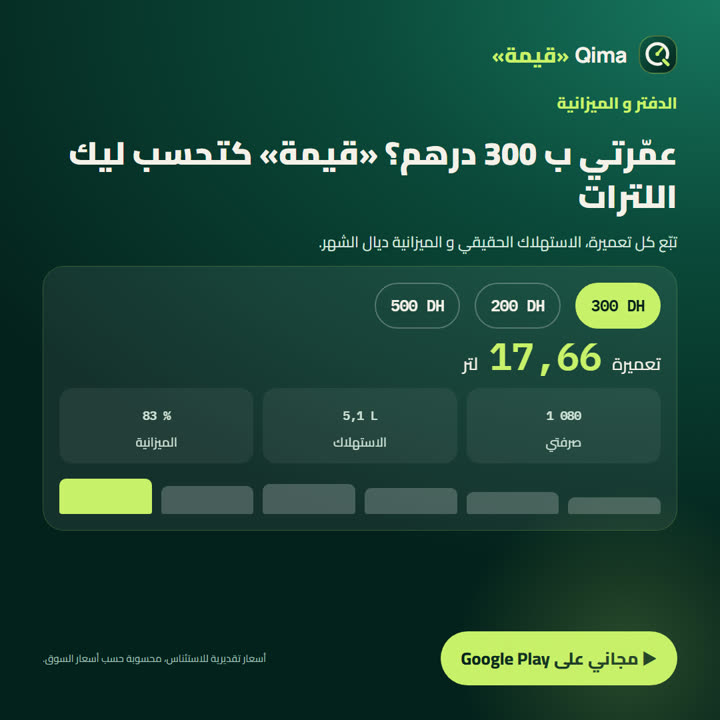 Qima «قيمة»
الدفتر و الميزانية
عمّرتي ب 300 درهم؟ «قيمة» كتحسب ليك
اللترات
تبّع كل تعميرة، الاستهلاك الحقيقي و الميزانية ديال الشهر.
300 DH 200 DH 500 DH
تعميرة 17,66 لتر
1 080 5,1 L 83 %
صرفتي الاستهلاك الميزانية
▶ مجاني على Google Play
أسعار تقديرية للاستئناس، محسوبة حسب أسعار السوق.